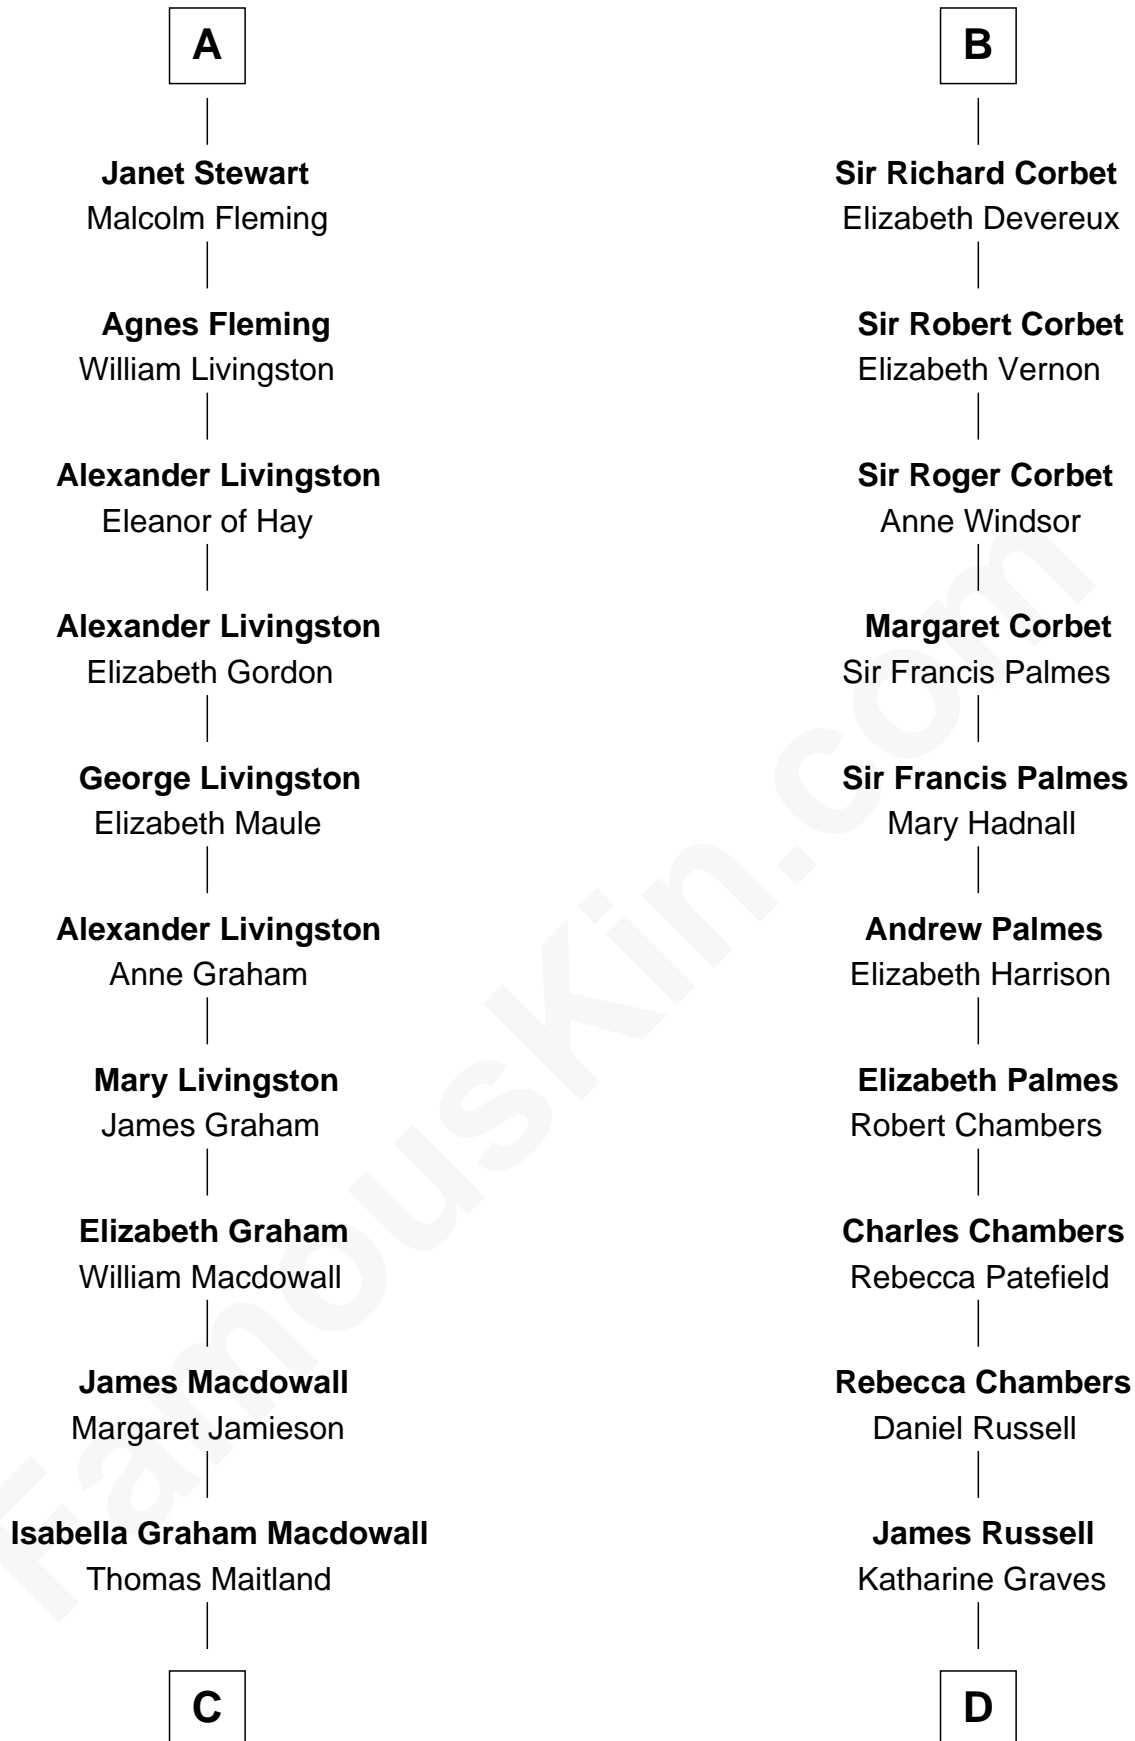 A
Janet Stewart
Malcolm Fleming
Agnes Fleming
William Livingston
Alexander Livingston
Eleanor of Hay
Alexander Livingston
Elizabeth Gordon
George Livingston
Elizabeth Maule
Alexander Livingston
Anne Graham
Mary Livingston
James Graham
Elizabeth Graham
William Macdowall
James Macdowall
Margaret Jamieson
Isabella Graham Macdowall
Thomas Maitland
C
B
Sir Richard Corbet
Elizabeth Devereux
Sir Robert Corbet
Elizabeth Vernon
Sir Roger Corbet
Anne Windsor
Margaret Corbet
Sir Francis Palmes
Sir Francis Palmes
Mary Hadnall
Andrew Palmes
Elizabeth Harrison
Elizabeth Palmes
Robert Chambers
Charles Chambers
Rebecca Patefield
Rebecca Chambers
Daniel Russell
James Russell
Katharine Graves
D
FamousKin.com